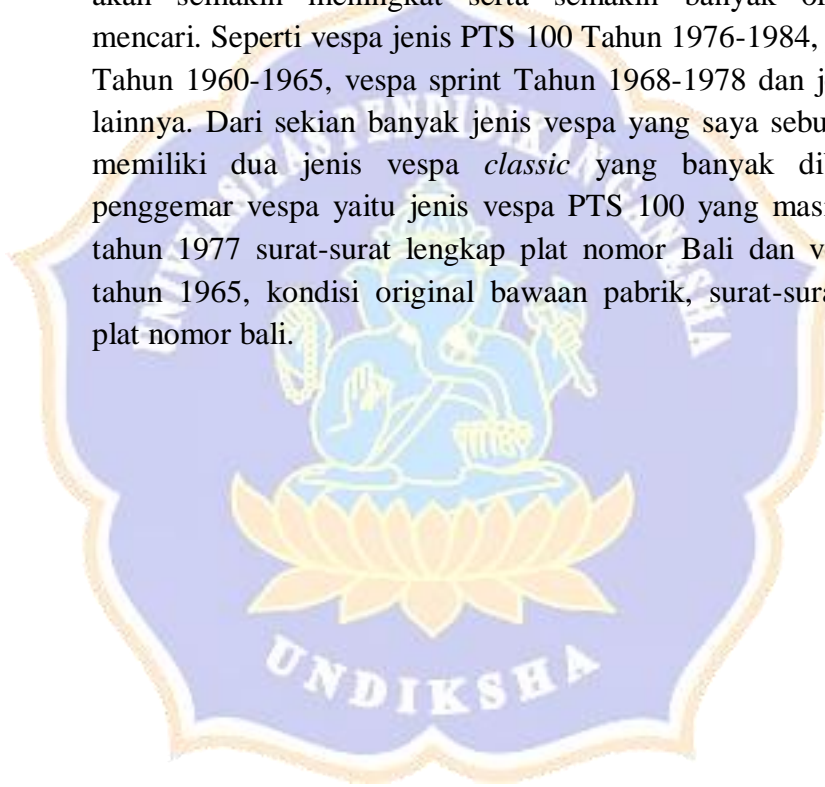 akan semakin meningkat serta semakin banyak
mencari. Seperti vespa jenis PTS 100 Tahun 1976-1984,
Tahun 1960-1965, vespa sprint Tahun 1968-1978 dan
lainnya. Dari sekian banyak jenis vespa yang saya
memiliki dua jenis vespa classic yang banyak
penggemar vespa yaitu jenis vespa PTS 100 yang
tahun 1977 surat-surat lengkap plat nomor Bali dan
tahun 1965, kondisi original bawaan pabrik,
plat nomor bali.
UNIVERSITAS PENDIDIKAN GANESHA
UNDIKSHA